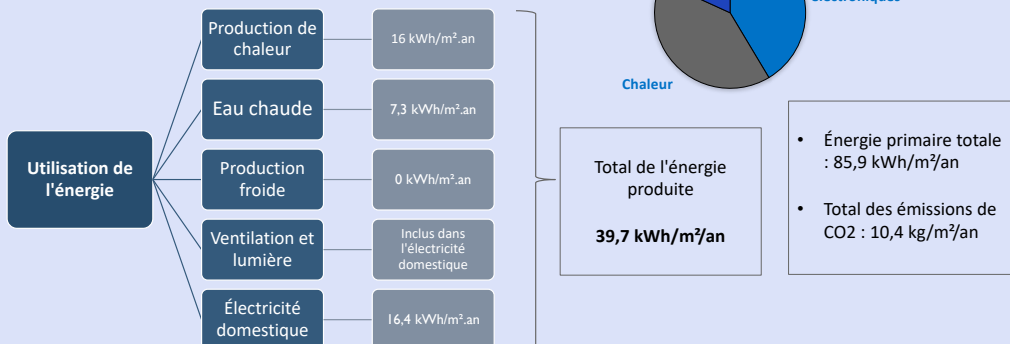 électroniques
Chaleur
Utilisation de
l'énergie
Production de
chaleur
16 kWh/m².an
Eau chaude
7,3 kWh/m².an
Production
froide
0 kWh/m².an
Ventilation et
lumière
Inclus dans
l'électricité
domestique
Électricité
domestique
16,4 kWh/m².an
Total de l'énergie
produite
39,7 kWh/m²/an
• Énergie primaire totale
: 85,9 kWh/m²/an
• Total des émissions de
CO2 : 10,4 kg/m²/an